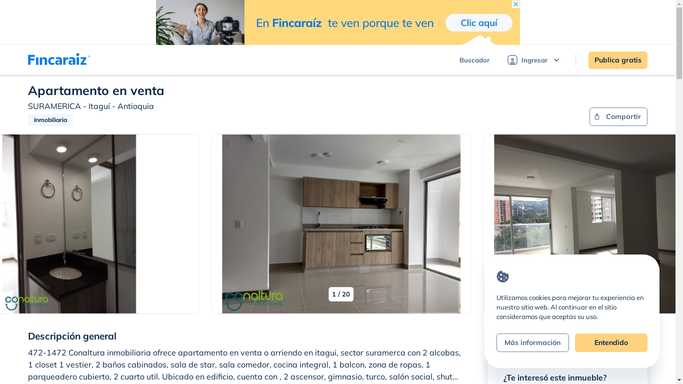 En Fincaraíz te ven porque te ven
Clic aquí
Fincaraíz
Buscador
Ingresar
Publica gratis
Apartamento en venta
SURAMERICA - Itaguí - Antioquia
Inmobiliaria
Compartir
conaltura
conaltura
1 / 20
Utilizamos cookies para mejorar tu experiencia en
nuestro sitio web. Al continuar en el sitio
consideramos que aceptas su uso.
Más información
Entendido
Descripción general
472-1472 Conaltura inmobiliaria ofrece apartamento en venta o arriendo en itagui, sector suramerca con 2 alcobas,
1 closet 1 vestier, 2 baños cabinados, sala de star, sala comedor, cocina integral, 1 balcon, zona de ropas, 1
parqueadero cubierto, 2 cuarto util. Ubicado en edificio, cuenta con , 2 ascensor, gimnasio, turco, salón social, shut...
¿Te interesó este inmueble?